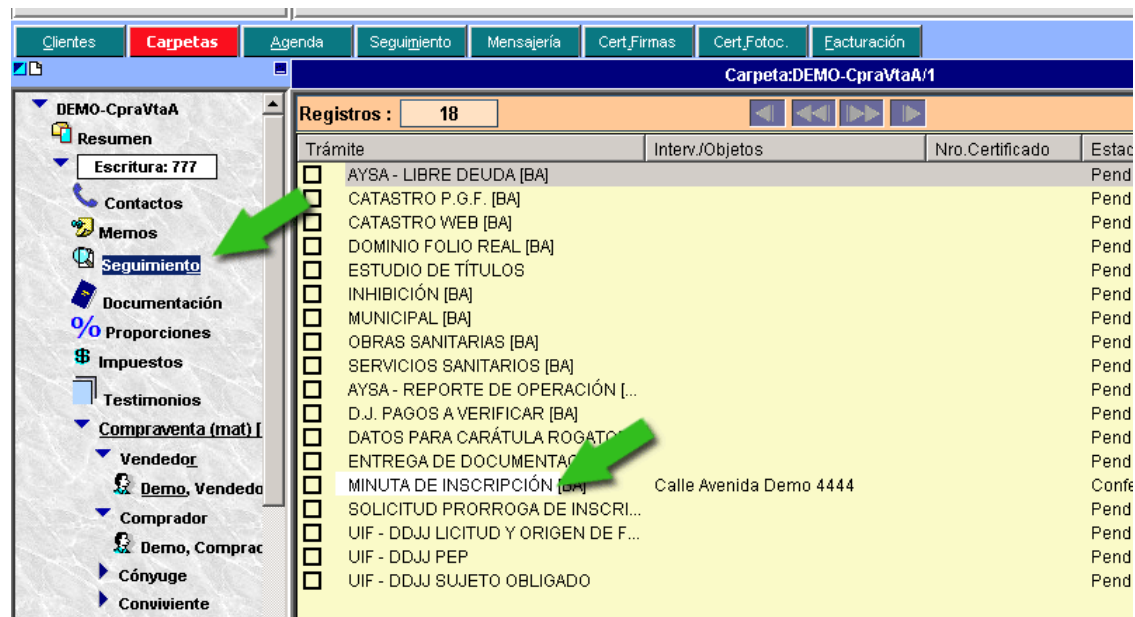 Clientes Carpetas Agenda Seguimiento Mensajería Cert.Firmas Cert.Fotoc. Facturación
Carpeta:DEMO-CpraVtaA/1
DEMO-CpraVtaA
Resumen
Escritura: 777
Contactos
Memos
Seguimiento
Documentación
% Proporciones
$ Impuestos
Testimonios
Compraventa (mat) [
Vendedor
Demo, Vendedo
Comprador
Demo, Comprac
Cónyuge
Conviviente
Registros : 18
Trámite Interv./Objetos Nro.Certificado Estac
AYSA - LIBRE DEUDA [BA] Pend
CATASTRO P.G.F. [BA] Pend
CATASTRO WEB [BA] Pend
DOMINIO FOLIO REAL [BA] Pend
ESTUDIO DE TÍTULOS Pend
INHIBICIÓN [BA] Pend
MUNICIPAL [BA] Pend
OBRAS SANITARIAS [BA] Pend
SERVICIOS SANITARIOS [BA] Pend
AYSA - REPORTE DE OPERACIÓN [... Pend
D.J. PAGOS A VERIFICAR [BA] Pend
DATOS PARA CARÁTULA Pend
ENTREGA DE Pend
MINUTA DE INSCRIPCIÓN [BA] Calle Avenida Demo 4444 Confe
SOLICITUD PRORROGA DE INSCRI... Pend
UIF - DDJJ LICITUD Y ORIGEN DE F... Pend
UIF - DDJJ PEP Pend
UIF - DDJJ SUJETO OBLIGADO Pend